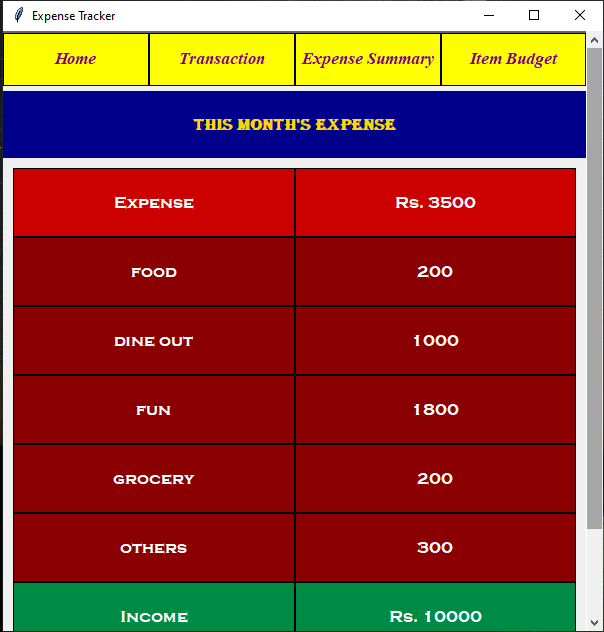 Expense Tracker
Home Transaction Expense Summary Item Budget
THIS MONTH'S EXPENSE
Expense Rs. 3500
FOOD 200
DINE OUT 1000
FUN 1800
GROCERY 200
OTHERS 300
Income Rs. 10000